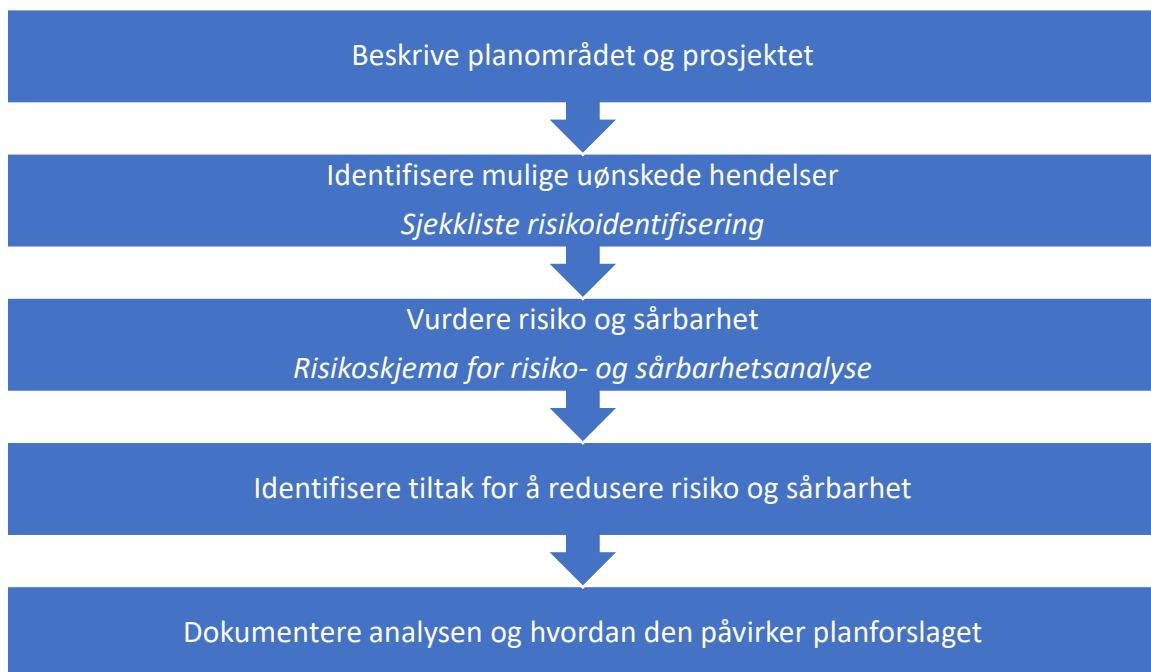 Beskrive planområdet og prosjektet
Identifisere mulige uønskede hendelser
Sjekkliste risikoidentifisering
Vurdere risiko og sårbarhet
Risikoskjema for risiko- og sårbarhetsanalyse
Identifisere tiltak for å redusere risiko og sårbarhet
Dokumentere analysen og hvordan den påvirker planforslaget